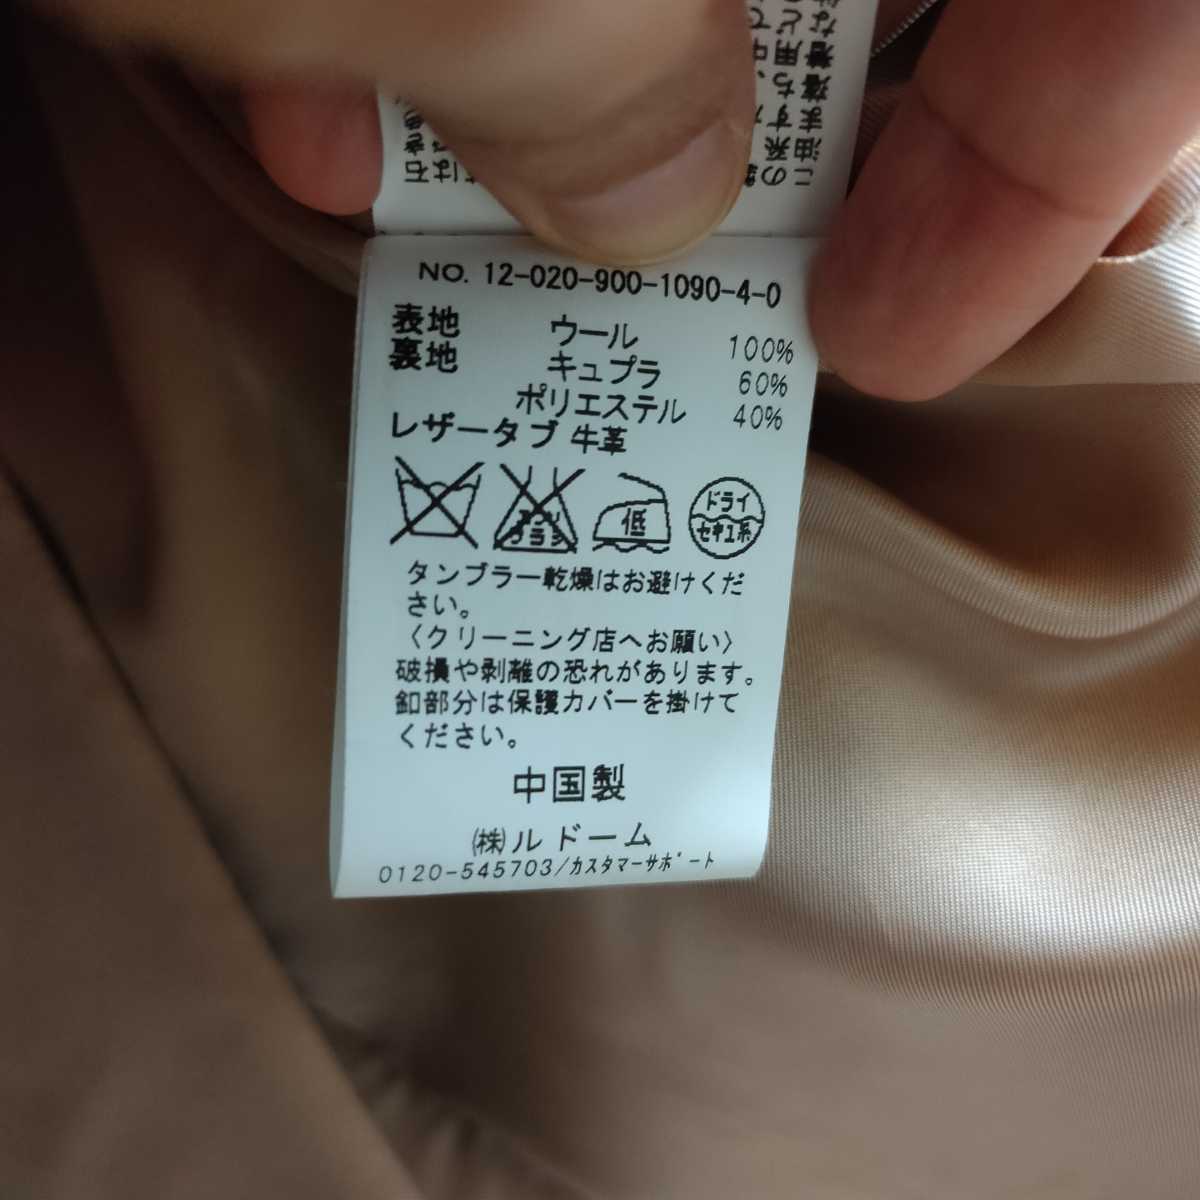 NO. 12-020-900-1090-4-0
表地 ウール 100%
裏地 キュプラ 60%
ポリエステル 40%
レザータブ 牛革
エンソ
サラシ
低
ドライ
セキユ系
タンブラー乾燥はお避けくだ
さい。
〈クリーニング店へお願い〉
破損や剥離の恐れがあります。
釦部分は保護カバーを掛けて
ください。
中国製
(株)ルドーム
0120-545703/カスタマーサポート